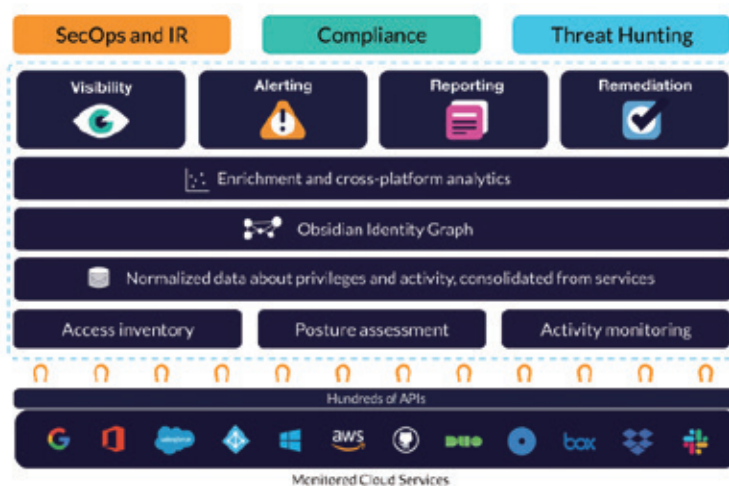 SecOps and IR
Compliance
Threat Hunting
Visibility
Alerting
Reporting
Remediation
Enrichment and cross-platform analytics
Obsidian Identity Graph
Normalized data about privileges and activity, consolidated from services
Access inventory
Posture assessment
Activity monitoring
Hundreds of APIs
salesforce
aws
DUO
box
Monitored Cloud Services